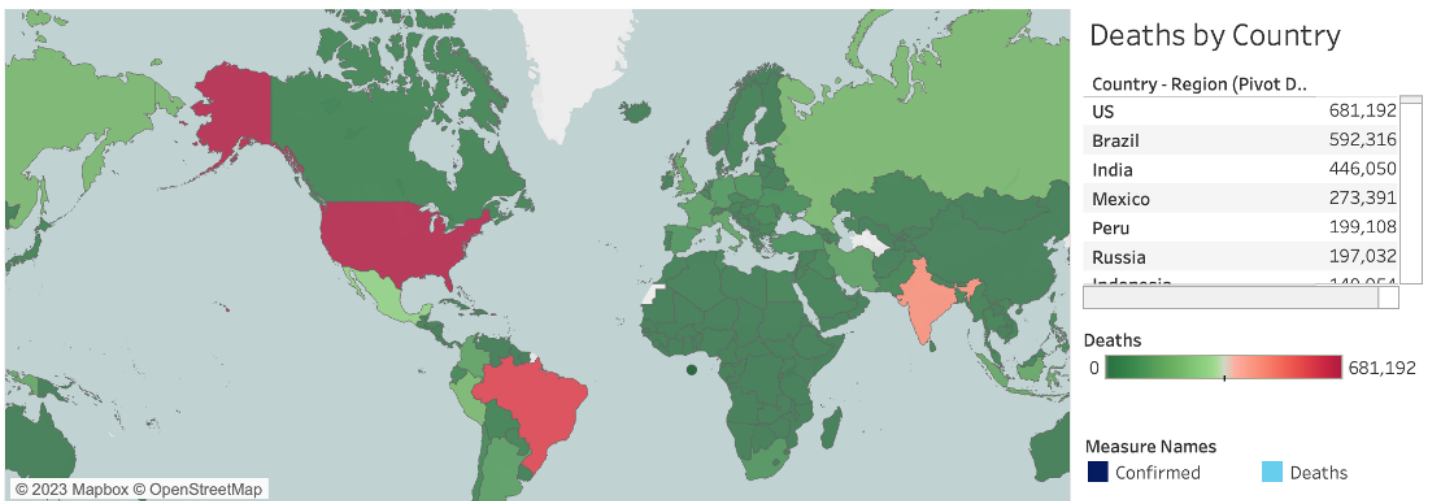 Deaths by Country
Country - Region (Pivot D..
US 681,192
Brazil 592,316
India 446,050
Mexico 273,391
Peru 199,108
Russia 197,032
Indonesia
Deaths
0 681,192
Measure Names
Confirmed Deaths
© 2023 Mapbox © OpenStreetMap